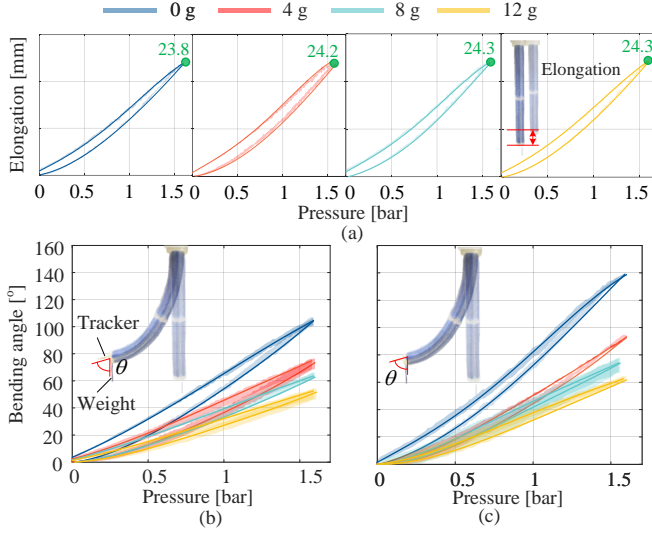 0 g 4 g 8 g 12 g
Elongation [mm]
23.8 24.2 24.3 24.3
Elongation
0 0.5 1 1.5 0 0.5 1 1.5 0 0.5 1 1.5 0 0.5 1 1.5
Pressure [bar]
(a)
Bending angle [°]
160
140
120
100
80
60
40
20
0
Tracker
θ
Weight
θ
0.5 1 1.5
0 0.5 1 1.5
Pressure [bar] Pressure [bar]
(b) (c)